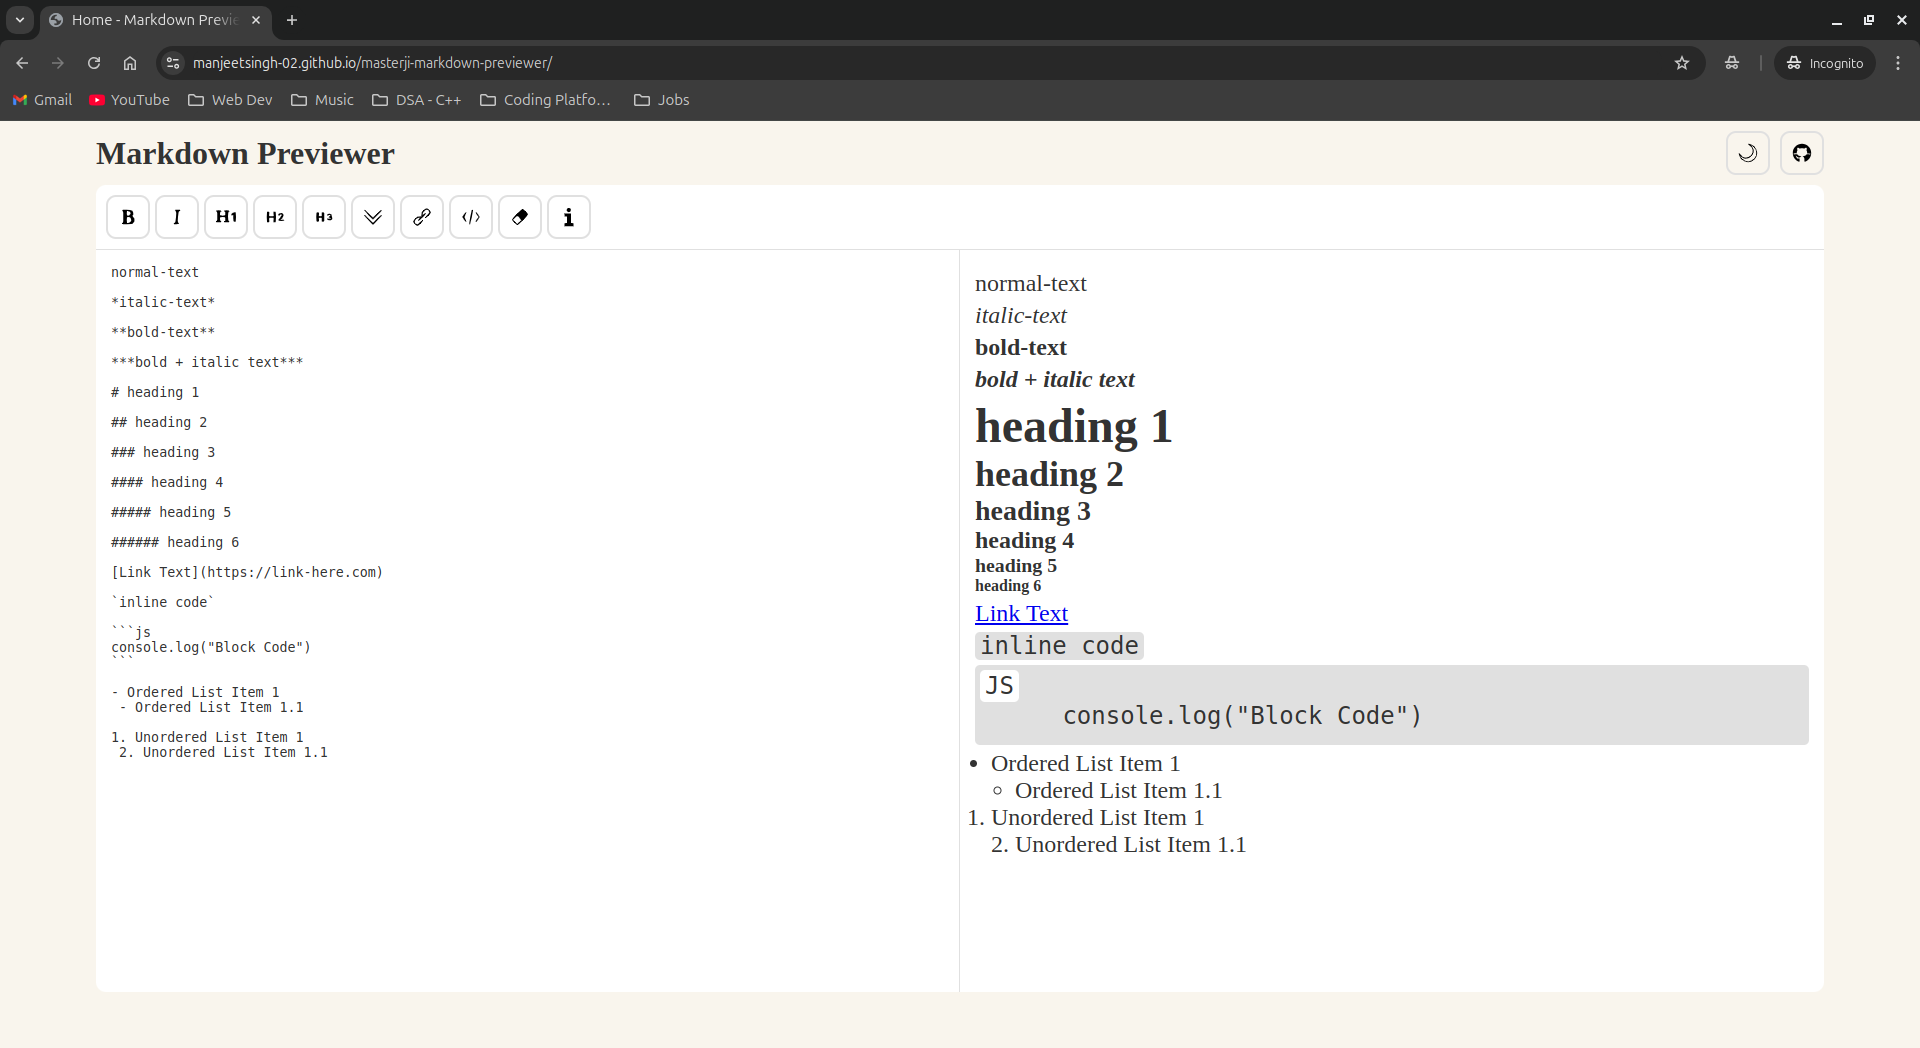 Home - Markdown Previe
manjeetsingh-02.github.io/masterji-markdown-previewer/
Incognito
Gmail
YouTube
Web Dev
Music
DSA - C++
Coding Platfo...
Jobs
Markdown Previewer
B
I
H1
H2
H3
</>
i
normal-text
*italic-text*
**bold-text**
***bold + italic text***
# heading 1
## heading 2
### heading 3
#### heading 4
##### heading 5
###### heading 6
[Link Text](https://link-here.com)
`inline code`
```js
console.log("Block Code")
```
- Ordered List Item 1
 - Ordered List Item 1.1
1. Unordered List Item 1
 2. Unordered List Item 1.1
normal-text
italic-text
bold-text
bold + italic text
heading 1
heading 2
heading 3
heading 4
heading 5
heading 6
Link Text
inline code
JS
console.log("Block Code")
Ordered List Item 1
Ordered List Item 1.1
1. Unordered List Item 1
2. Unordered List Item 1.1